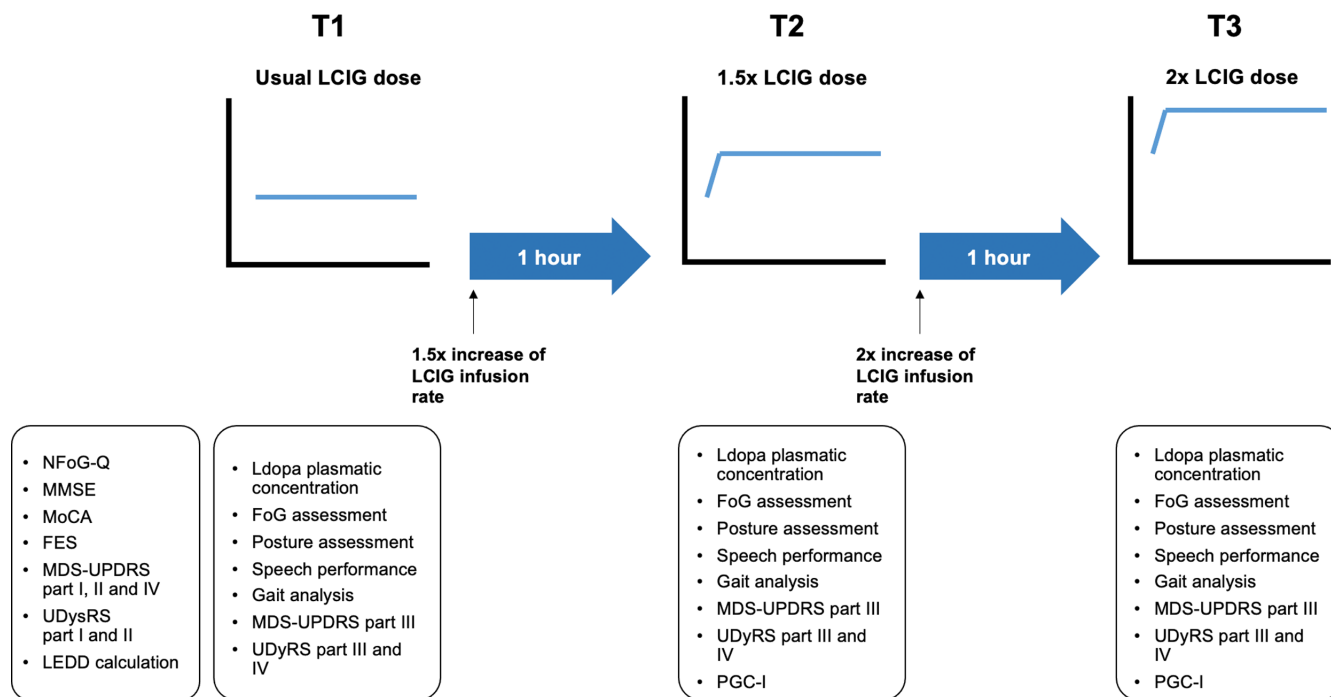 T1
Usual LCIG dose
T2
1.5x LCIG dose
T3
2x LCIG dose
1 hour
1 hour
1.5x increase of
LCIG infusion
rate
2x increase of
LCIG infusion
rate
• NFoG-Q
• MMSE
• MoCA
• FES
• MDS-UPDRS
part I, II and IV
• UDysRS
part I and II
• LEDD calculation
• Ldopa plasmatic
concentration
• FoG assessment
• Posture assessment
• Speech performance
• Gait analysis
• MDS-UPDRS part III
• UDyRS part III and
IV
• Ldopa plasmatic
concentration
• FoG assessment
• Posture assessment
• Speech performance
• Gait analysis
• MDS-UPDRS part III
• UDyRS part III and
IV
• PGC-I
• Ldopa plasmatic
concentration
• FoG assessment
• Posture assessment
• Speech performance
• Gait analysis
• MDS-UPDRS part III
• UDyRS part III and
IV
• PGC-I